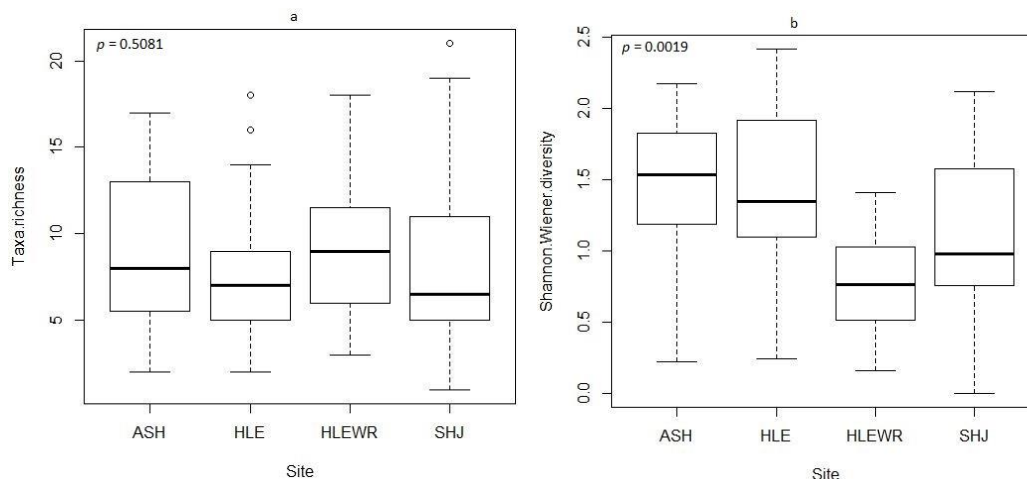 a
p = 0.5081
Taxa.richness
20
15
10
5
ASH HLE HLEWR SHJ
Site
b
p = 0.0019
Shannon.Wiener.diversity
2.5
2.0
1.5
1.0
0.5
0.0
ASH HLE HLEWR SHJ
Site